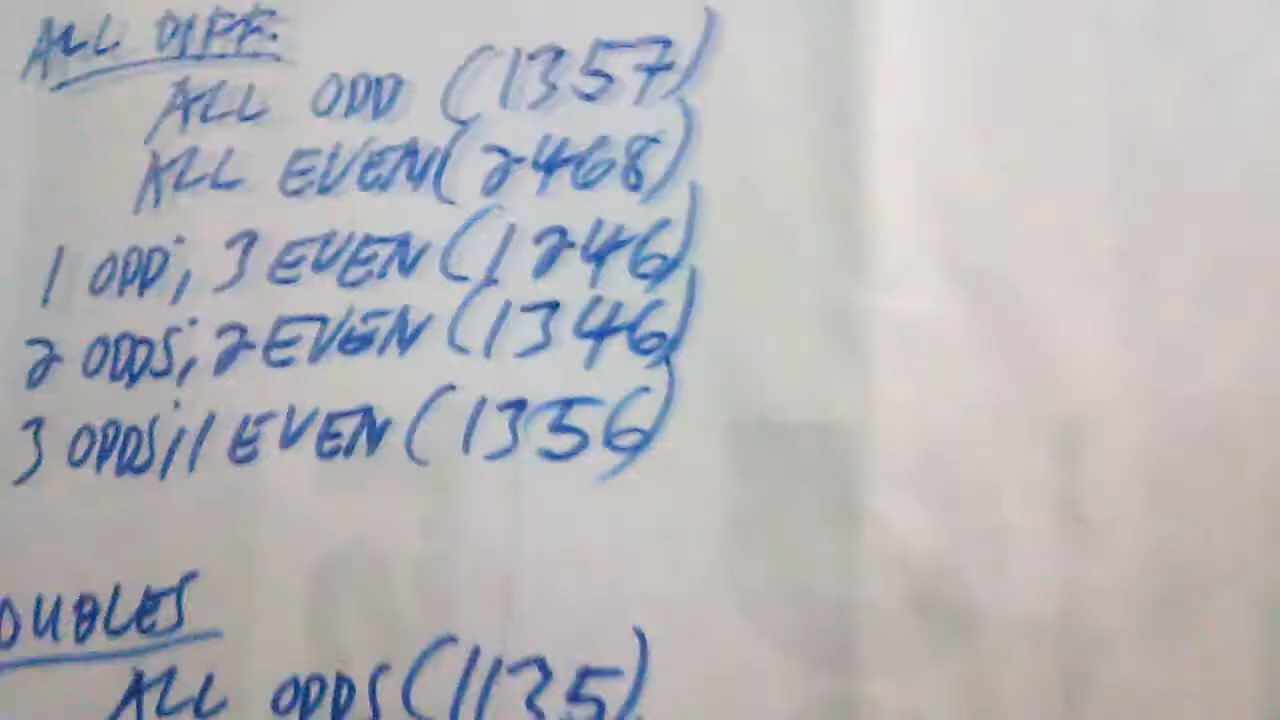 ALL DIFF.
ALL ODD (1357)
ALL EVEN (2468)
1 ODD; 3 EVEN (1246)
2 ODDS; 2 EVEN (1346)
3 ODDS; 1 EVEN (1356)
OUBLES
ALL ODDS (1135)